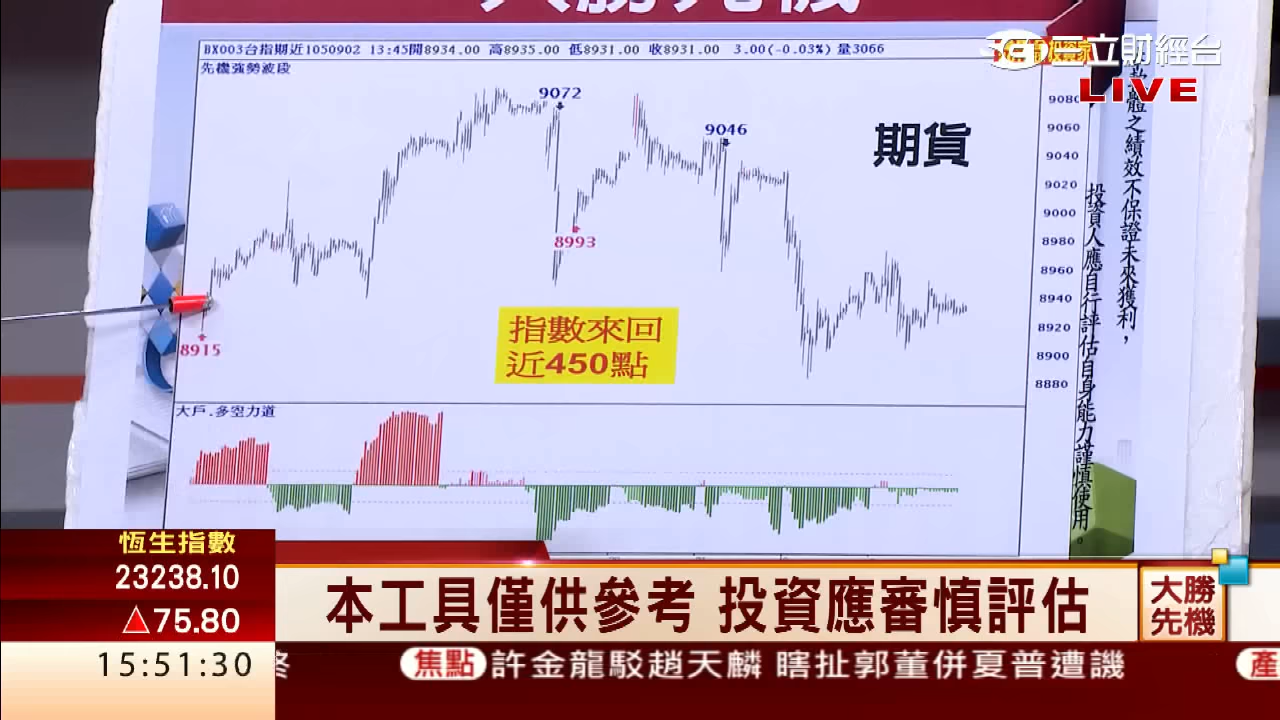 BX003台指期近1050902 13:45開8934.00 高8935.00 低8931.00 收8931.00 3.00(-0.03%) 量3066
先機強勢波段
三立財經台
LIVE
9072
9046
8993
8915
期貨
9080
9060
9040
9020
9000
8980
8960
8940
8920
8900
8880
體之績效不保證未來獲利，
投資人應自行評估自身能力謹慎使用。
指數來回
近450點
大戶.多空力道
恆生指數
23238.10
▲75.80
15:51:30
本工具僅供參考 投資應審慎評估
大勝
先機
焦點 許金龍駁趙天麟 瞎扯郭董併夏普遭譏
產